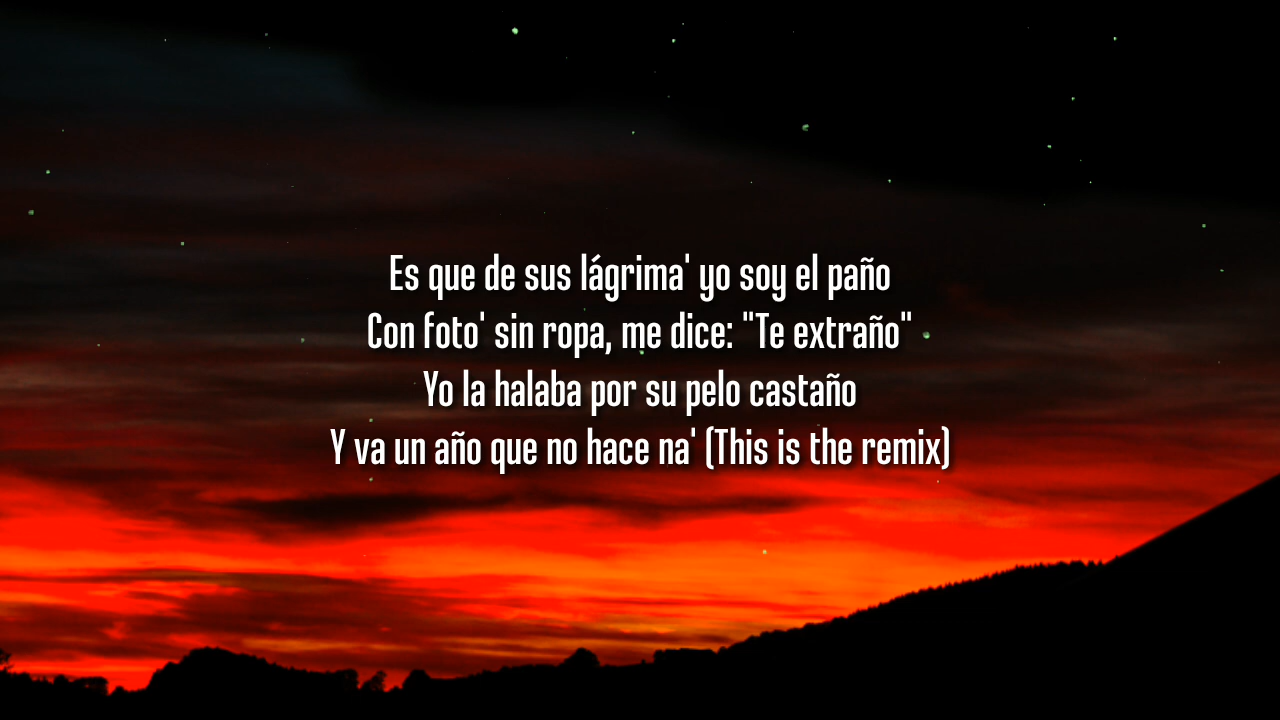 Es que de sus lágrima' yo soy el paño
Con foto' sin ropa, me dice: "Te extraño"
Yo la halaba por su pelo castaño
Y va un año que no hace na' (This is the remix)